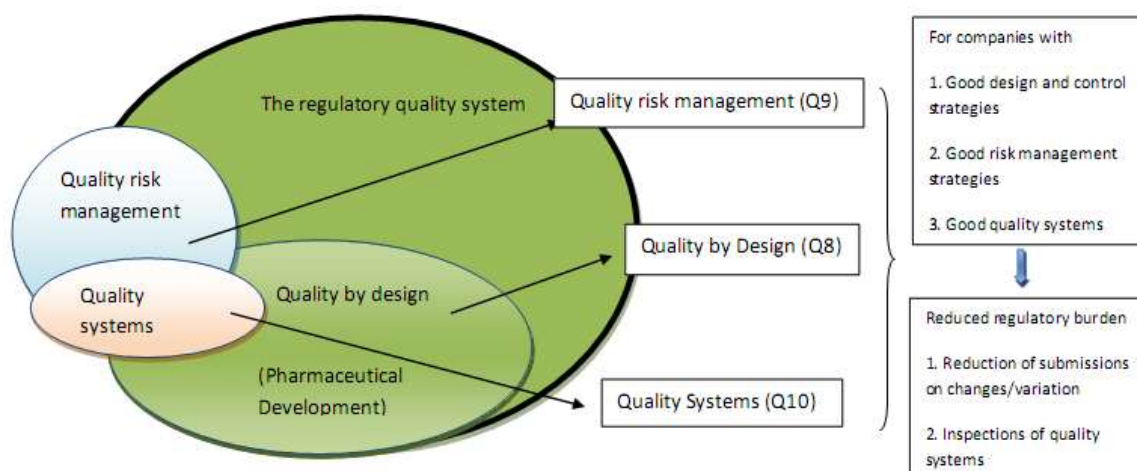 The regulatory quality system
Quality risk
management
Quality
systems
Quality by design
(Pharmaceutical
Development)
Quality risk management (Q9)
Quality by Design (Q8)
Quality Systems (Q10)
For companies with
1. Good design and control
strategies
2. Good risk management
strategies
3. Good quality systems
Reduced regulatory burden
1. Reduction of submissions
on changes/variation
2. Inspections of quality
systems